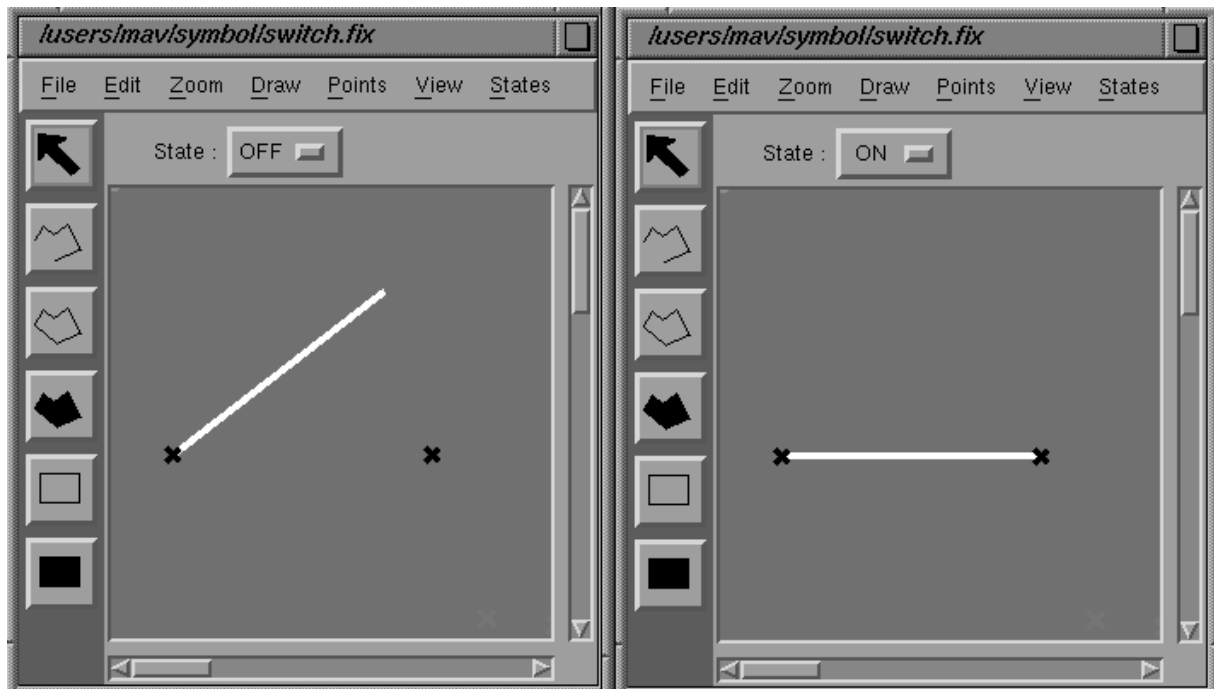 /users/mav/symbol/switch.fix
File Edit Zoom Draw Points View States
State : OFF
/users/mav/symbol/switch.fix
File Edit Zoom Draw Points View States
State : ON